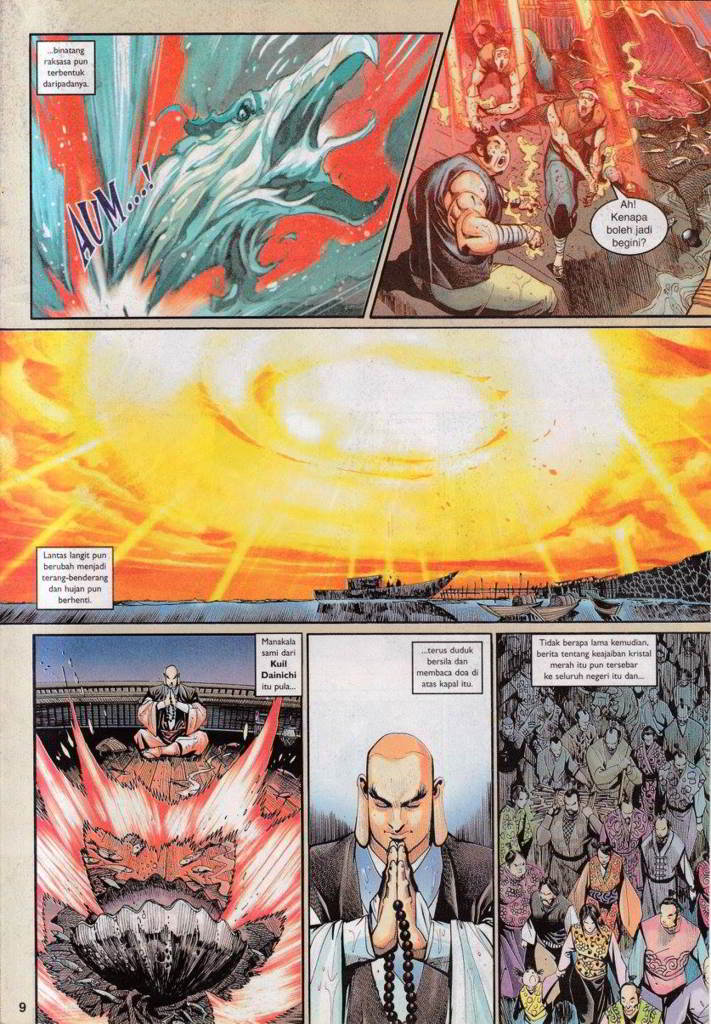 ...binatang
raksasa pun
terbentuk
daripadanya.
AUM...!
Ah!
Kenapa
boleh jadi
begini?
Lantas langit pun
berubah menjadi
terang-benderang
dan hujan pun
berhenti.
Manakala
sami dari
Kuil
Dainichi
itu pula...
...terus duduk
bersila dan
membaca doa di
atas kapal itu.
Tidak berapa lama kemudian,
berita tentang keajaiban kristal
merah itu pun tersebar
ke seluruh negeri itu dan...
9